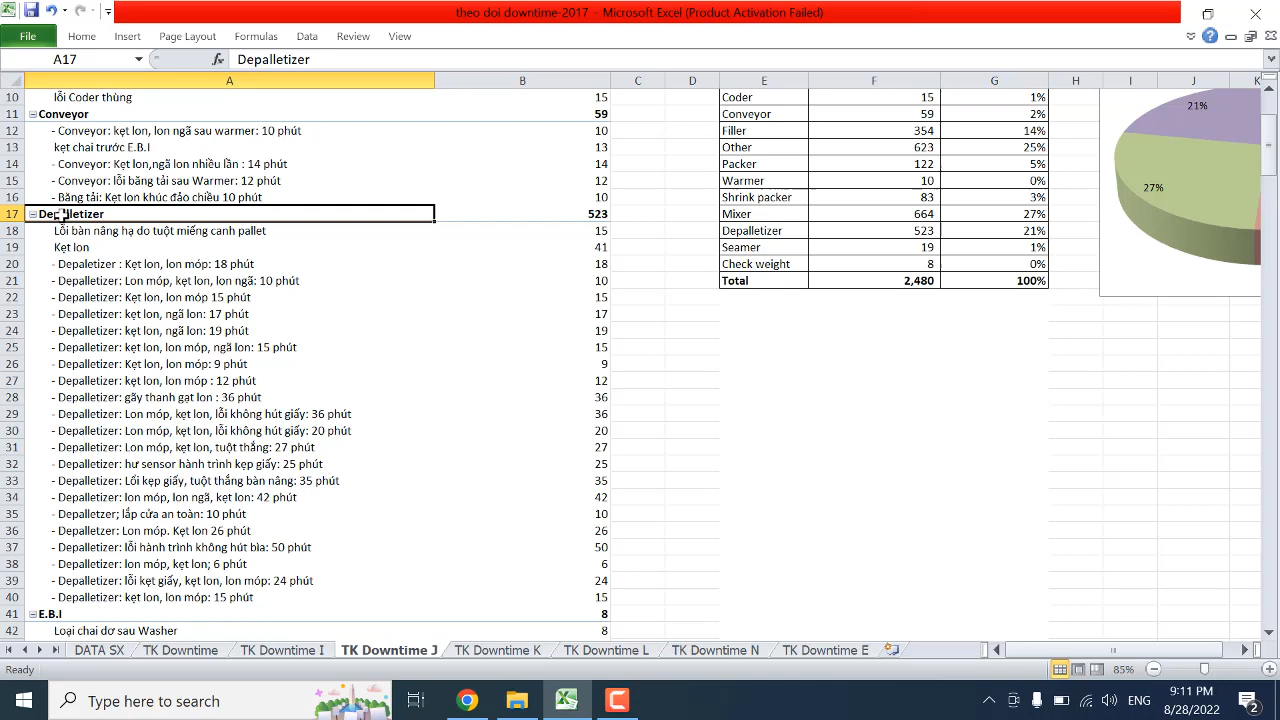 theo doi downtime-2017 - Microsoft Excel (Product Activation Failed)
File Home Insert Page Layout Formulas Data Review View
A17 fx Depalletizer
A B C D E F G H I J K
10 lỗi Coder thùng 15 Coder 15 1%
11 Conveyor 59 Conveyor 59 2%
12 - Conveyor: kẹt lon, lon ngã sau warmer: 10 phút 10 Filler 354 14%
13 kẹt chai trước E.B.I 13 Other 623 25%
14 - Conveyor: Kẹt lon,ngã lon nhiều lần : 14 phút 14 Packer 122 5%
15 - Conveyor: lỗi băng tải sau Warmer: 12 phút 12 Warmer 10 0%
16 - Băng tải: Kẹt lon khúc đảo chiều 10 phút 10 Shrink packer 83 3%
17 Depalletizer 523 Mixer 664 27%
18 Lỗi bàn nâng hạ do tuột miếng canh pallet 15 Depalletizer 523 21%
19 Kẹt lon 41 Seamer 19 1%
20 - Depaletizer : Kẹt lon, lon móp: 18 phút 18 Check weight 8 0%
21 - Depalletizer: Lon móp, kẹt lon, lon ngã: 10 phút 10 Total 2,480 100%
22 - Depalletizer: Kẹt lon, lon móp 15 phút 15
23 - Depalletizer: kẹt lon, ngã lon: 17 phút 17
24 - Depalletizer: kẹt lon, ngã lon: 19 phút 19
25 - Depalletizer: kẹt lon, lon móp, ngã lon: 15 phút 15
26 - Depalletizer: Kẹt lon, lon móp: 9 phút 9
27 - Depalletizer: kẹt lon, lon móp : 12 phút 12
28 - Depalletizer: gãy thanh gạt lon : 36 phút 36
29 - Depalletizer: Lon móp, kẹt lon, lỗi không hút giấy: 36 phút 36
30 - Depalletizer: Lon móp, kẹt lon, lỗi không hút giấy: 20 phút 20
31 - Depalletizer: Lon móp, kẹt lon, tuột thắng: 27 phút 27
32 - Depalletizer: hư sensor hành trình kẹp giấy: 25 phút 25
33 - Depalletizer: Lổi kẹp giấy, tuột thắng bàn nâng: 35 phút 35
34 - Depalletizer: lon móp, lon ngã, kẹt lon: 42 phút 42
35 - Depalletzer; lắp cửa an toàn: 10 phút 10
36 - Depalletzer: Lon móp. Kẹt lon 26 phút 26
37 - Depalletizer: lỗi hành trình không hút bìa: 50 phút 50
38 - Depalletizer: lon móp, kẹt lon; 6 phút 6
39 - Depalletizer: lỗi kẹt giấy, kẹt lon, lon móp: 24 phút 24
40 - Depalletizer: kẹt lon, lon móp: 15 phút 15
41 E.B.I 8
42 Loại chai dơ sau Washer 8
21%
27%
DATA SX TK Downtime TK Downtime I TK Downtime J TK Downtime K TK Downtime L TK Downtime N TK Downtime E
Ready 85%
Type here to search ENG 9:11 PM
8/28/2022 2